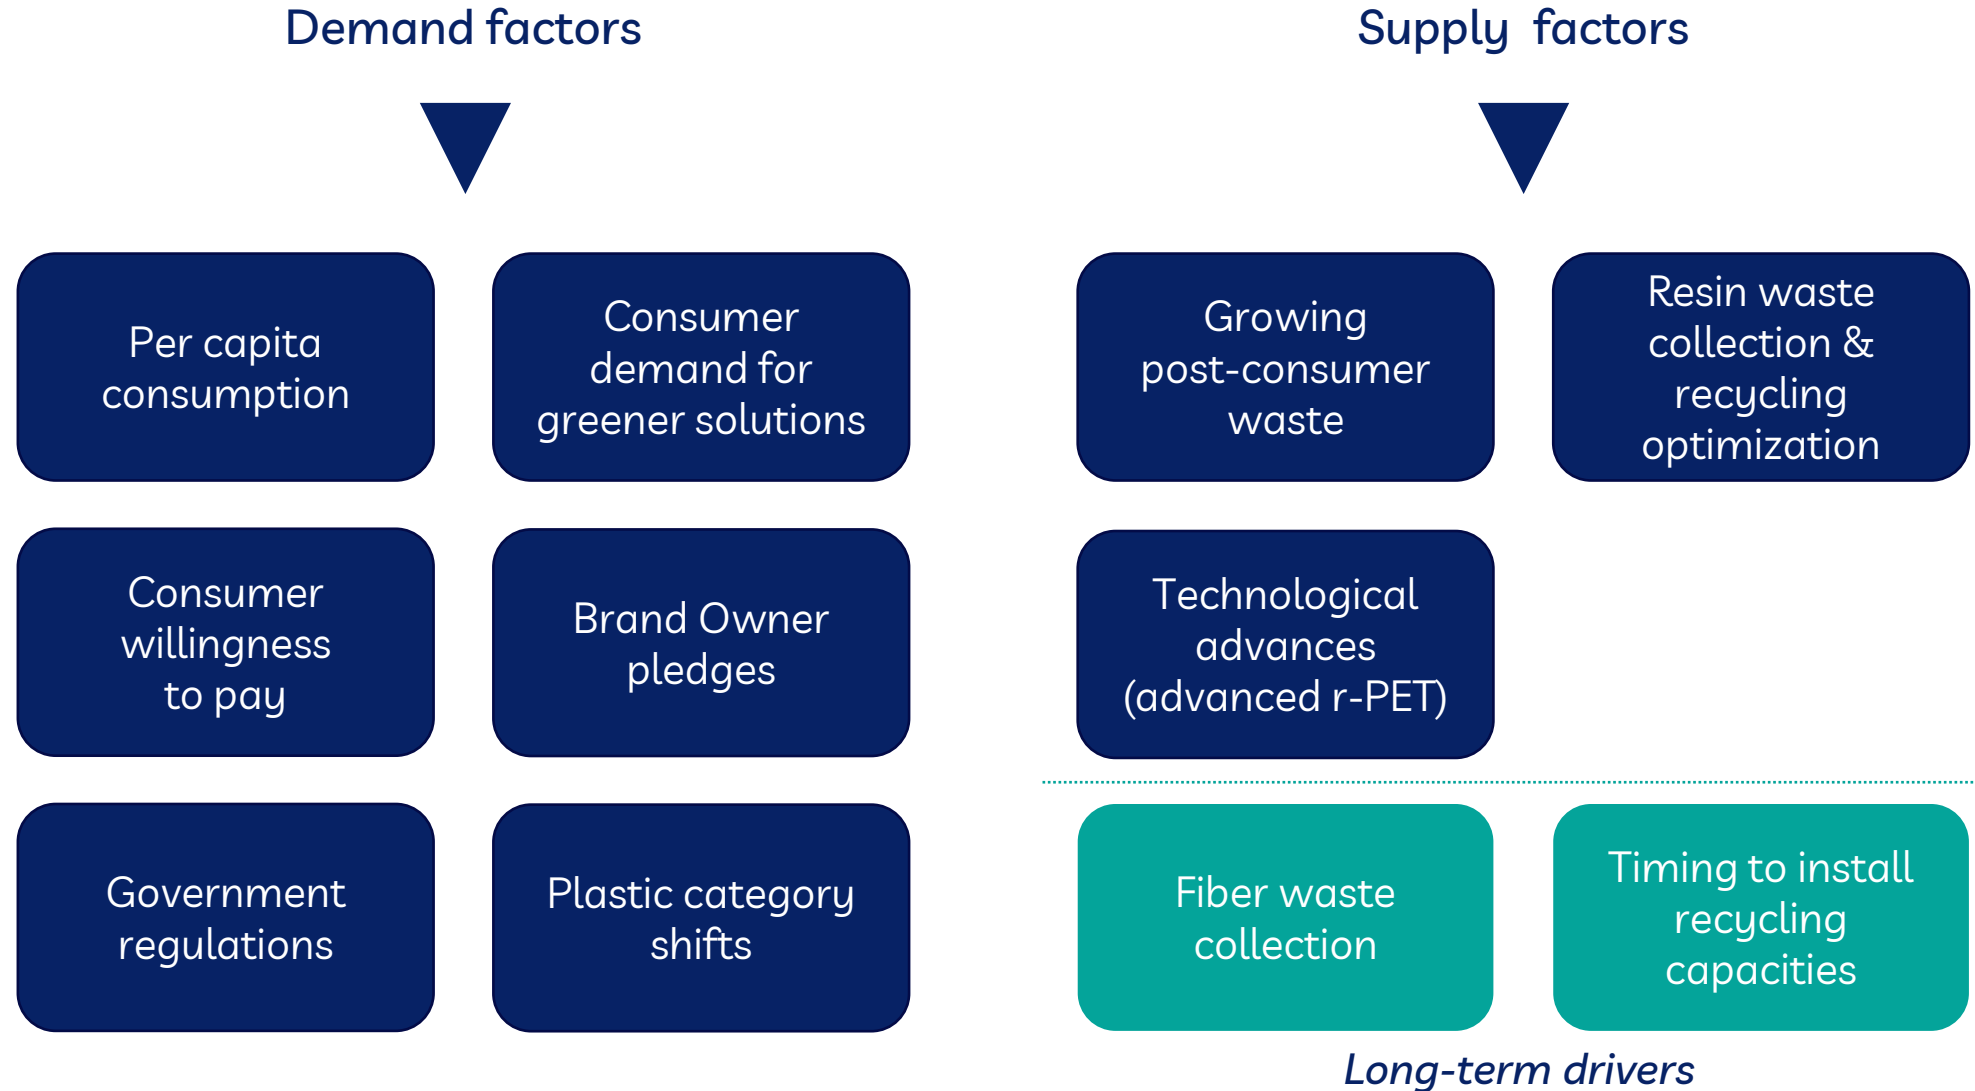 Demand factors
Per capita
consumption
Consumer
demand for
greener solutions
Consumer
willingness
to pay
Brand Owner
pledges
Government
regulations
Plastic category
shifts
Supply factors
Growing
post-consumer
waste
Resin waste
collection &
recycling
optimization
Technological
advances
(advanced r-PET)
Fiber waste
collection
Timing to install
recycling
capacities
Long-term drivers